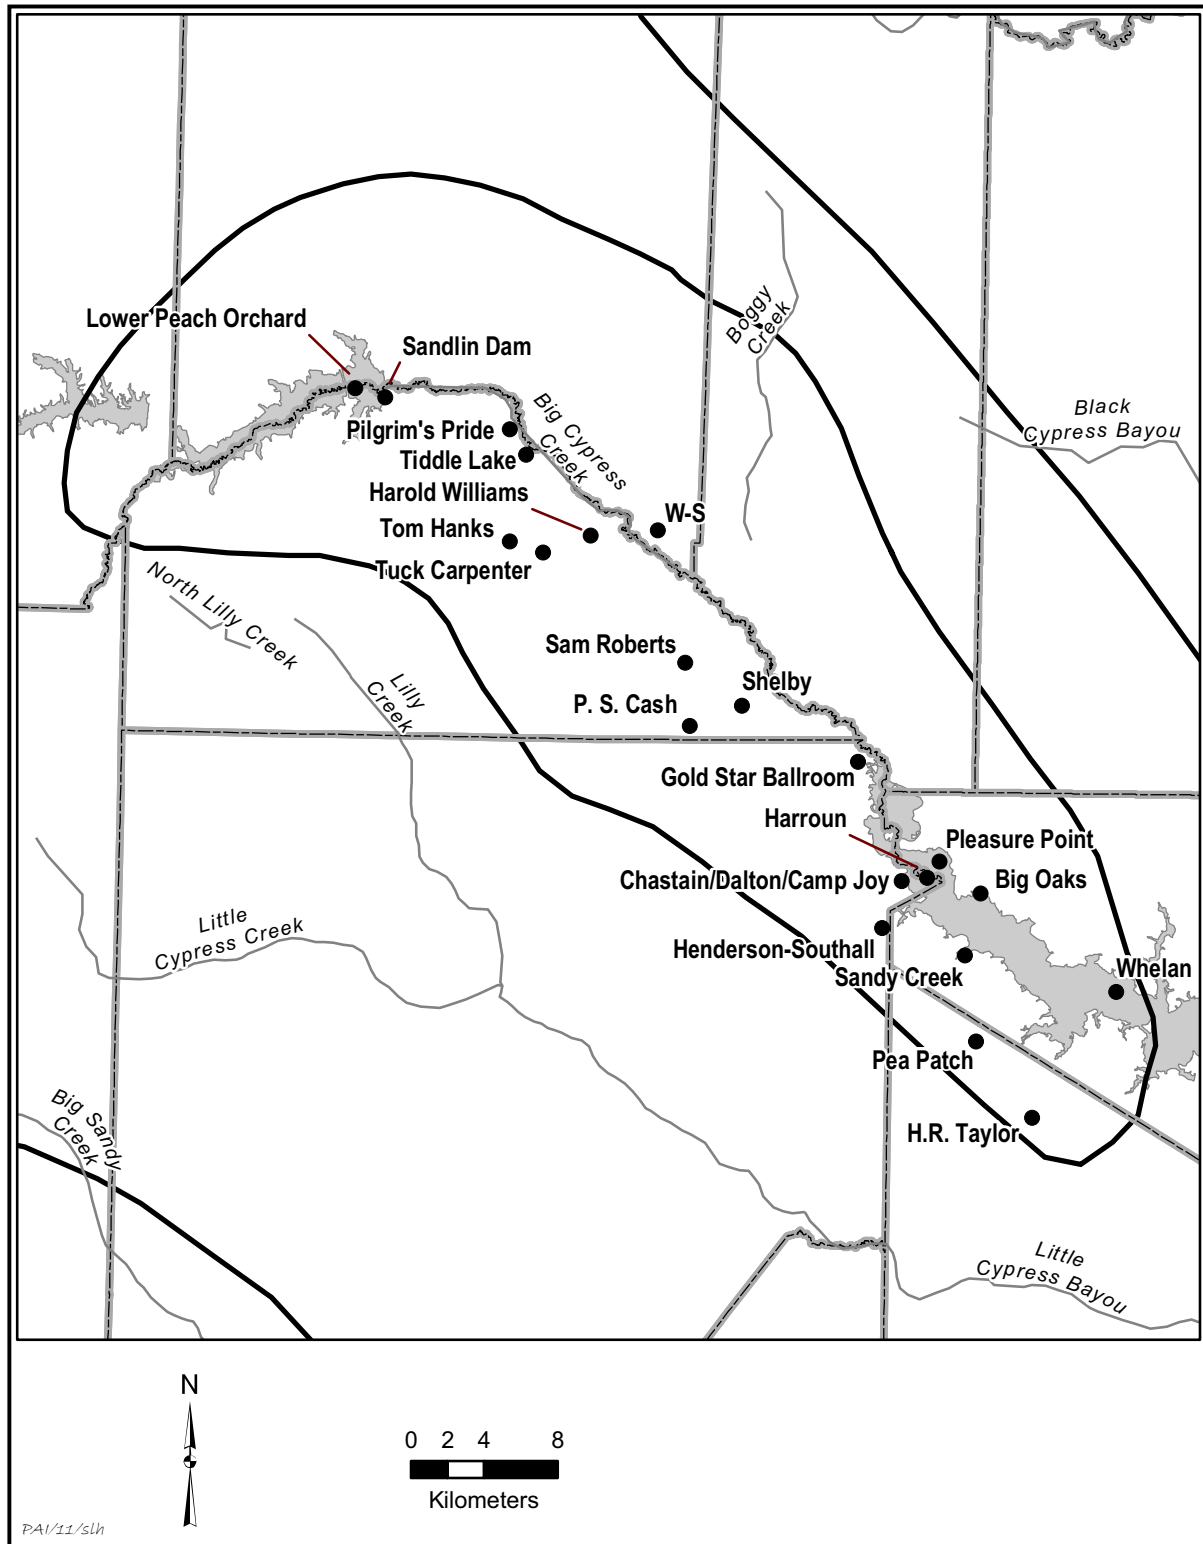 Lower Peach Orchard
Sandlin Dam
Boggy
Creek
Black
Cypress Bayou
Big Cypress
Creek
Pilgrim's Pride
Tiddle Lake
Harold Williams
W-S
Tom Hanks
Tuck Carpenter
North Lilly Creek
Lilly
Creek
Sam Roberts
Shelby
P. S. Cash
Gold Star Ballroom
Harroun
Pleasure Point
Chastain/Dalton/Camp Joy
Big Oaks
Little
Cypress Creek
Henderson-Southall
Sandy Creek
Whelan
Pea Patch
Big Sandy
Creek
H.R. Taylor
Little
Cypress Bayou
N
0 2 4 8
Kilometers
PAI/11/slh